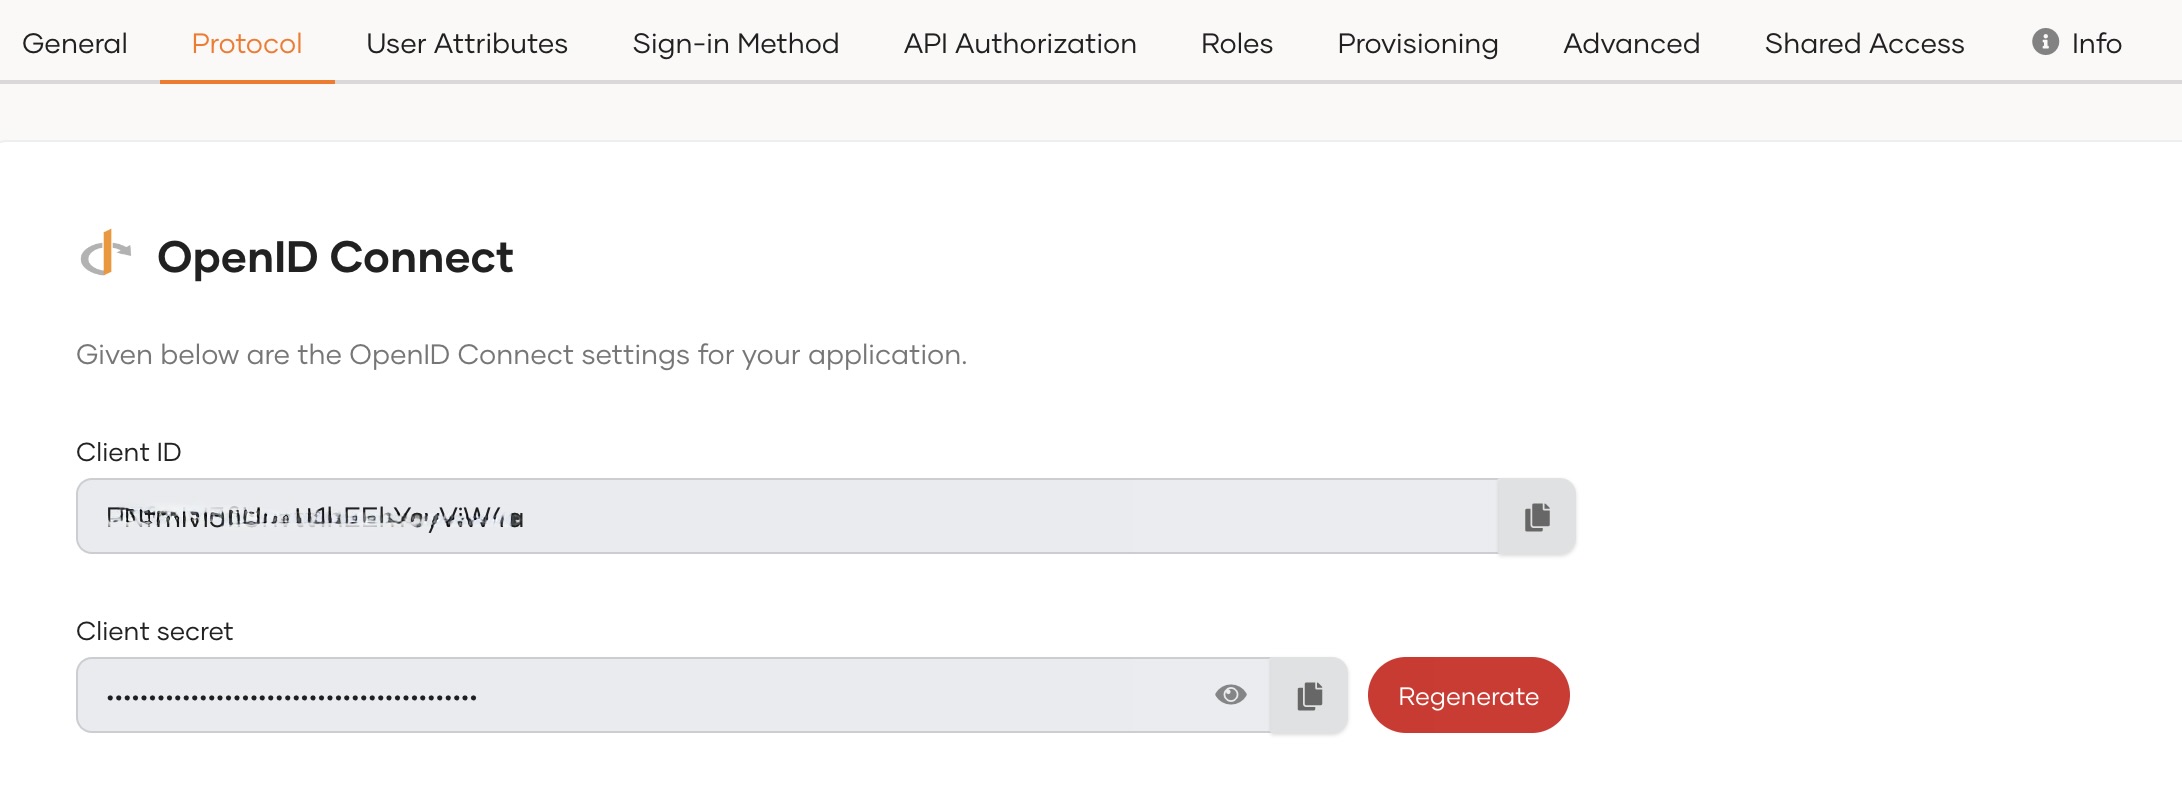 General Protocol User Attributes Sign-in Method API Authorization Roles Provisioning Advanced Shared Access Info
OpenID Connect
Given below are the OpenID Connect settings for your application.
Client ID
Client secret
Regenerate